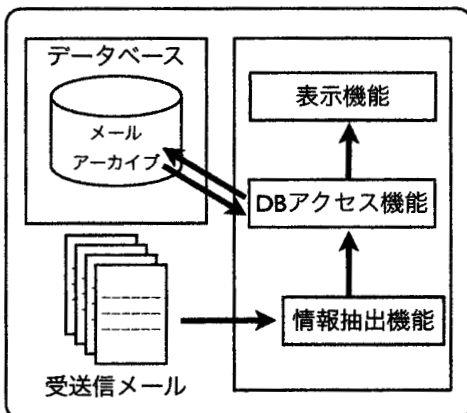 データベース
メール
アーカイブ
受送信メール
表示機能
DBアクセス機能
情報抽出機能